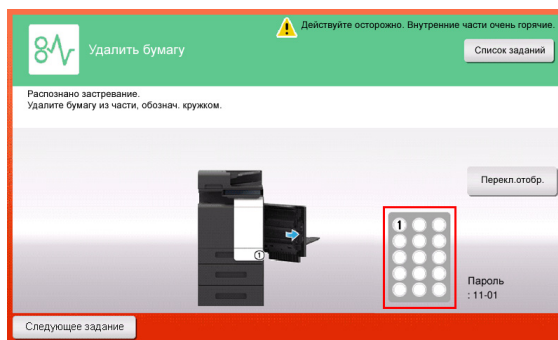 Действуйте осторожно. Внутренние части очень горячие.
Удалить бумагу
Список заданий
Распознано застревание.
Удалите бумагу из части, обознач. кружком.
Перекл.отобр.
1
1
Пароль
: 11-01
Следующее задание